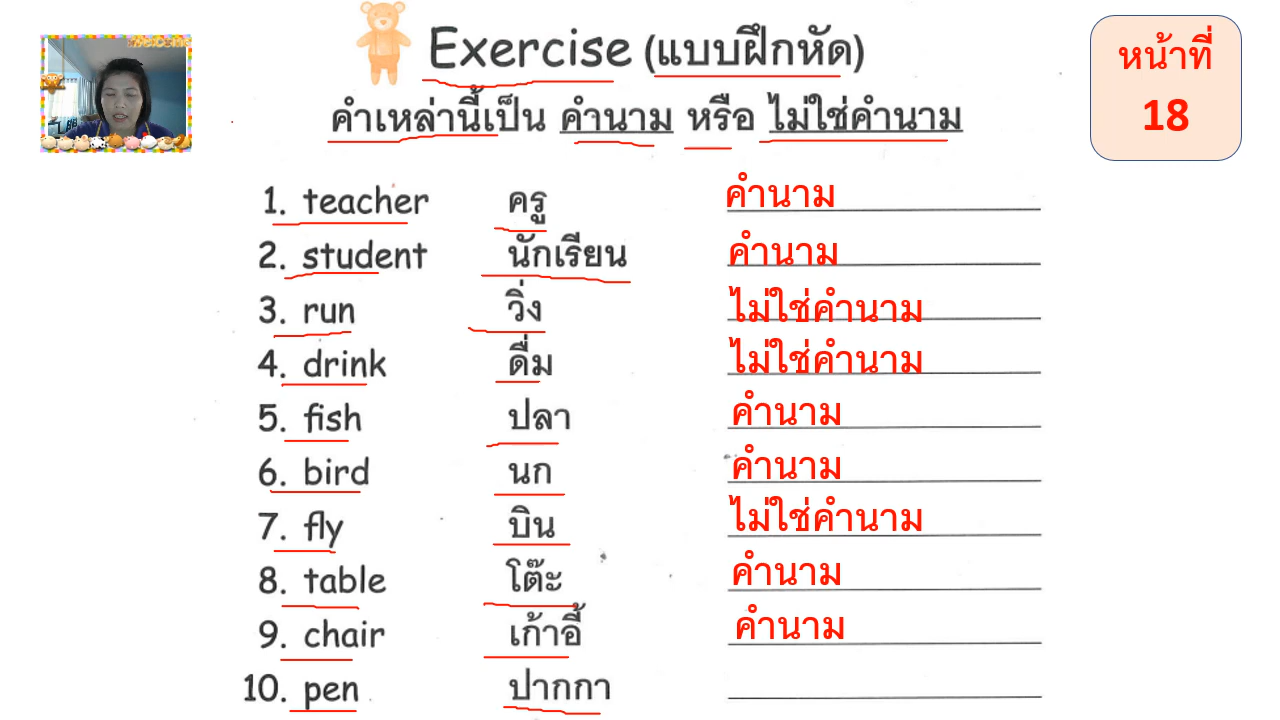 Exercise (แบบฝึกหัด)
หน้าที่
18
คำเหล่านี้เป็น คำนาม หรือ ไม่ใช่คำนาม
1. teacher ครู คำนาม
2. student นักเรียน คำนาม
3. run วิ่ง ไม่ใช่คำนาม
4. drink ดื่ม ไม่ใช่คำนาม
5. fish ปลา คำนาม
6. bird นก คำนาม
7. fly บิน ไม่ใช่คำนาม
8. table โต๊ะ คำนาม
9. chair เก้าอี้ คำนาม
10. pen ปากกา